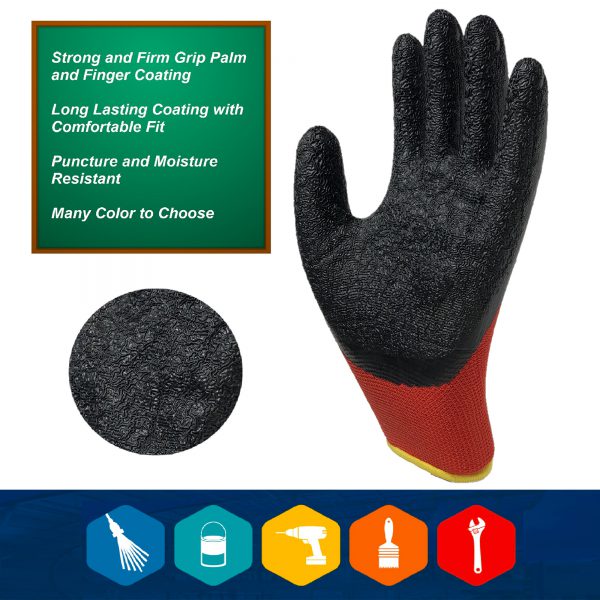 Strong and Firm Grip Palm
and Finger Coating
Long Lasting Coating with
Comfortable Fit
Puncture and Moisture
Resistant
Many Color to Choose